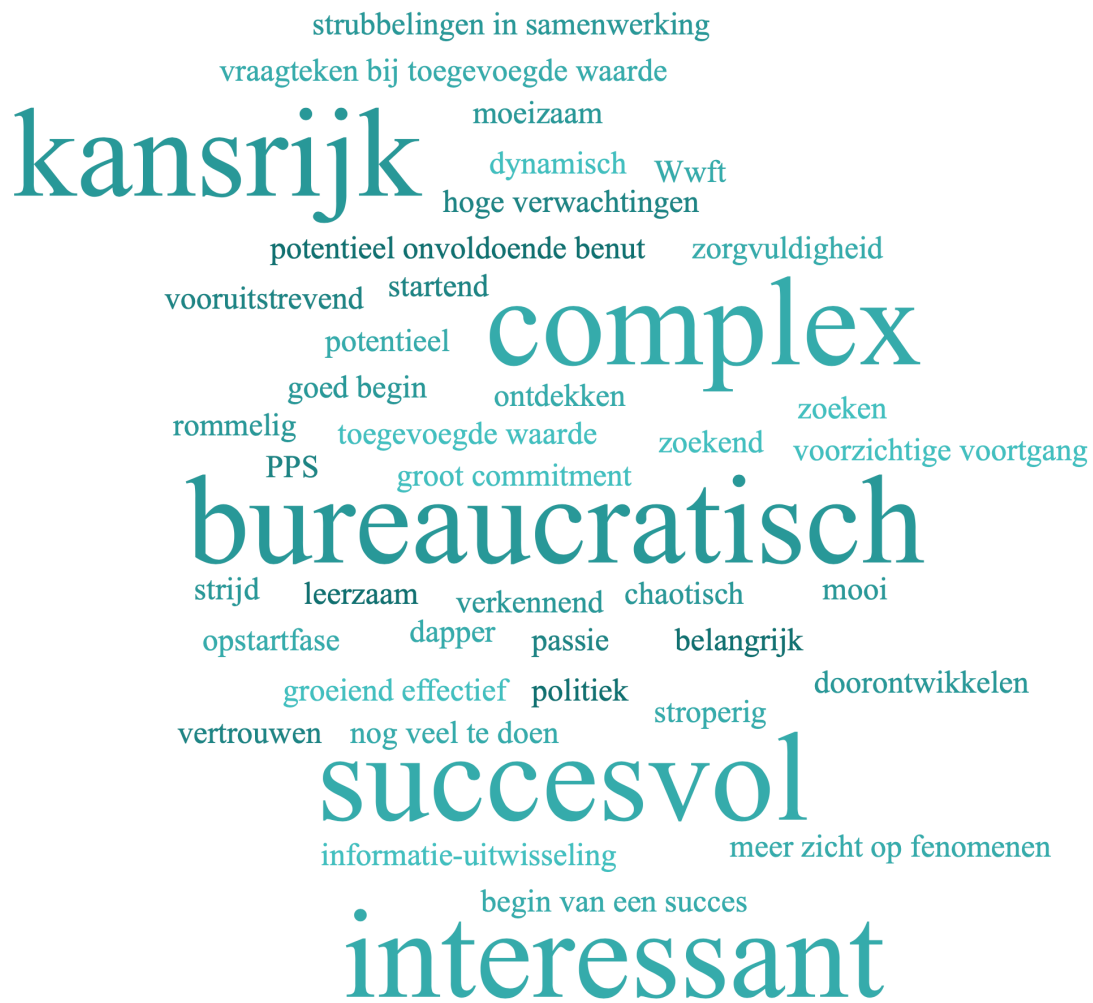 strubbelingen in samenwerking
vraagteken bij toegevoegde waarde
moeizaam
kansrijk
dynamisch
Wwft
hoge verwachtingen
potentieel onvoldoende benut
zorgvuldigheid
vooruitstrevend
startend
complex
potentieel
goed begin
ontdekken
zoeken
rommelig
toegevoegde waarde
zoekend
voorzichtige voortgang
PPS
groot commitment
bureaucratisch
strijd
leerzaam
verkennend
chaotisch
mooi
opstartfase
dapper
passie
belangrijk
groeiend effectief
politiek
doorontwikkelen
stroperig
vertrouwen
nog veel te doen
succesvol
informatie-uitwisseling
meer zicht op fenomenen
begin van een succes
interessant